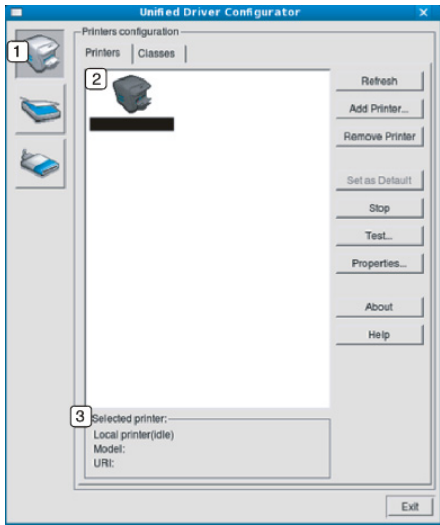 Unified Driver Configurator
1
Printers configuration
Printers
Classes
2
Refresh
Add Printer...
Remove Printer
Set as Default
Stop
Test...
Properties...
About
Help
3
Selected printer:
Local printer(idle)
Model:
URI:
Exit